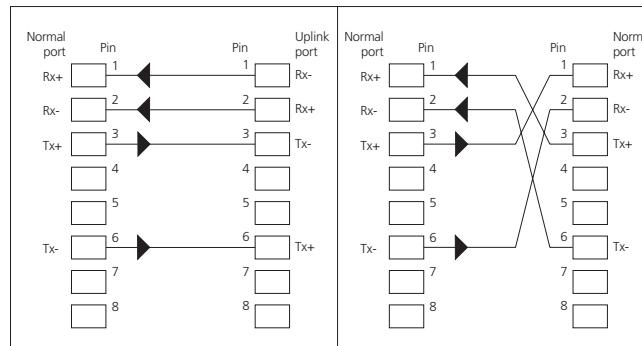 Normal port Pin Pin Uplink port
Rx+ 1 1 Rx-
Rx- 2 2 Rx+
Tx+ 3 3 Tx-
4 4
5 5
Tx- 6 6 Tx+
7 7
8 8
Normal port Pin Pin Norm port
Rx+ 1 1 Rx+
Rx- 2 2 Rx-
Tx+ 3 3 Tx+
4 4
5 5
Tx- 6 6 Tx-
7 7
8 8